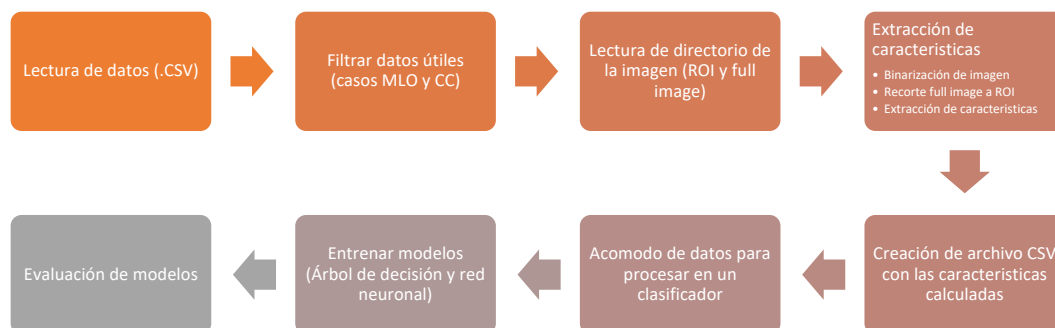 Lectura de datos (.CSV)
Filtrar datos útiles
(casos MLO y CC)
Lectura de directorio de
la imagen (ROI y full
image)
Extracción de
caracteristicas
• Binarización de imagen
• Recorte full image a ROI
• Extracción de caracteristicas
Creación de archivo CSV
con las caracteristicas
calculadas
Acomodo de datos para
procesar en un
clasificador
Entrenar modelos
(Árbol de decisión y red
neuronal)
Evaluación de modelos